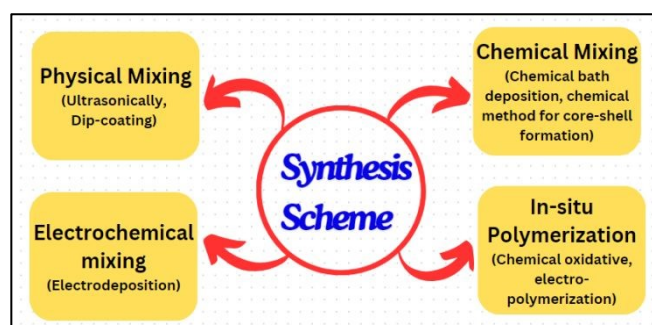 Physical Mixing
(Ultrasonically,
Dip-coating)
Chemical Mixing
(Chemical bath
deposition, chemical
method for core-shell
formation)
Synthesis
Scheme
Electrochemical
mixing
(Electrodeposition)
In-situ
Polymerization
(Chemical oxidative,
electro-
polymerization)